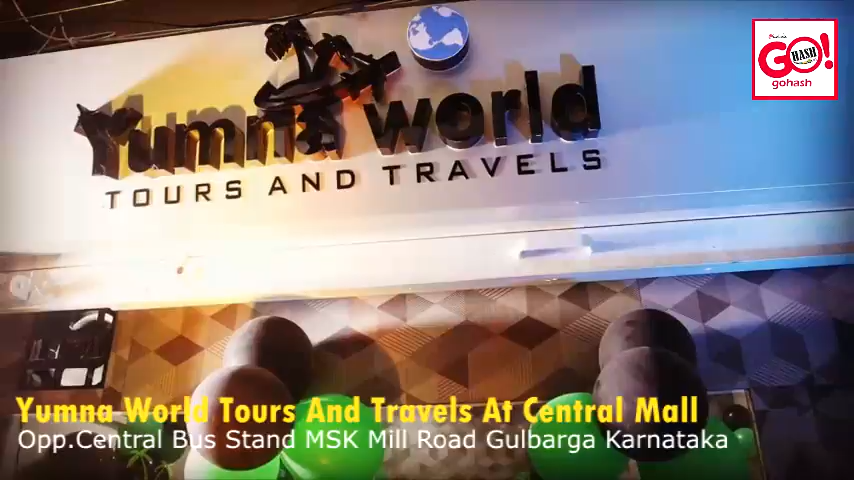 Yumna world
TOURS AND TRAVELS
GO!
HASH
gohash
Yumna World Tours And Travels At Central Mall
Opp.Central Bus Stand MSK Mill Road Gulbarga Karnataka